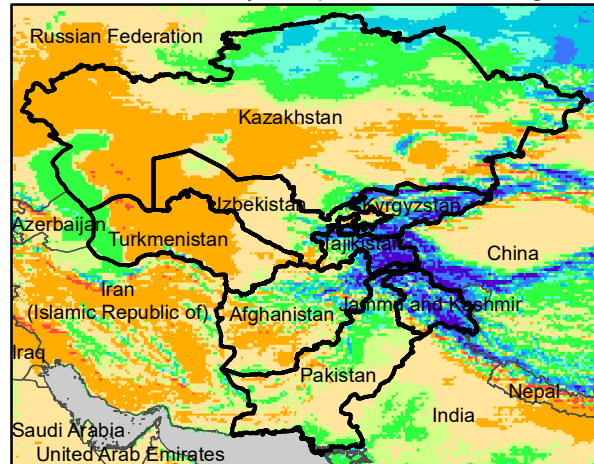 Russian Federation
Kazakhstan
Izbekistan
Kyrgyzstan
Azerbaijan
Turkmenistan
Tajikistan
China
Iran
(Islamic Republic of)
Afghanistan
Jammu and Kashmir
Iraq
Pakistan
Nepal
India
Saudi Arabia
United Arab Emirates